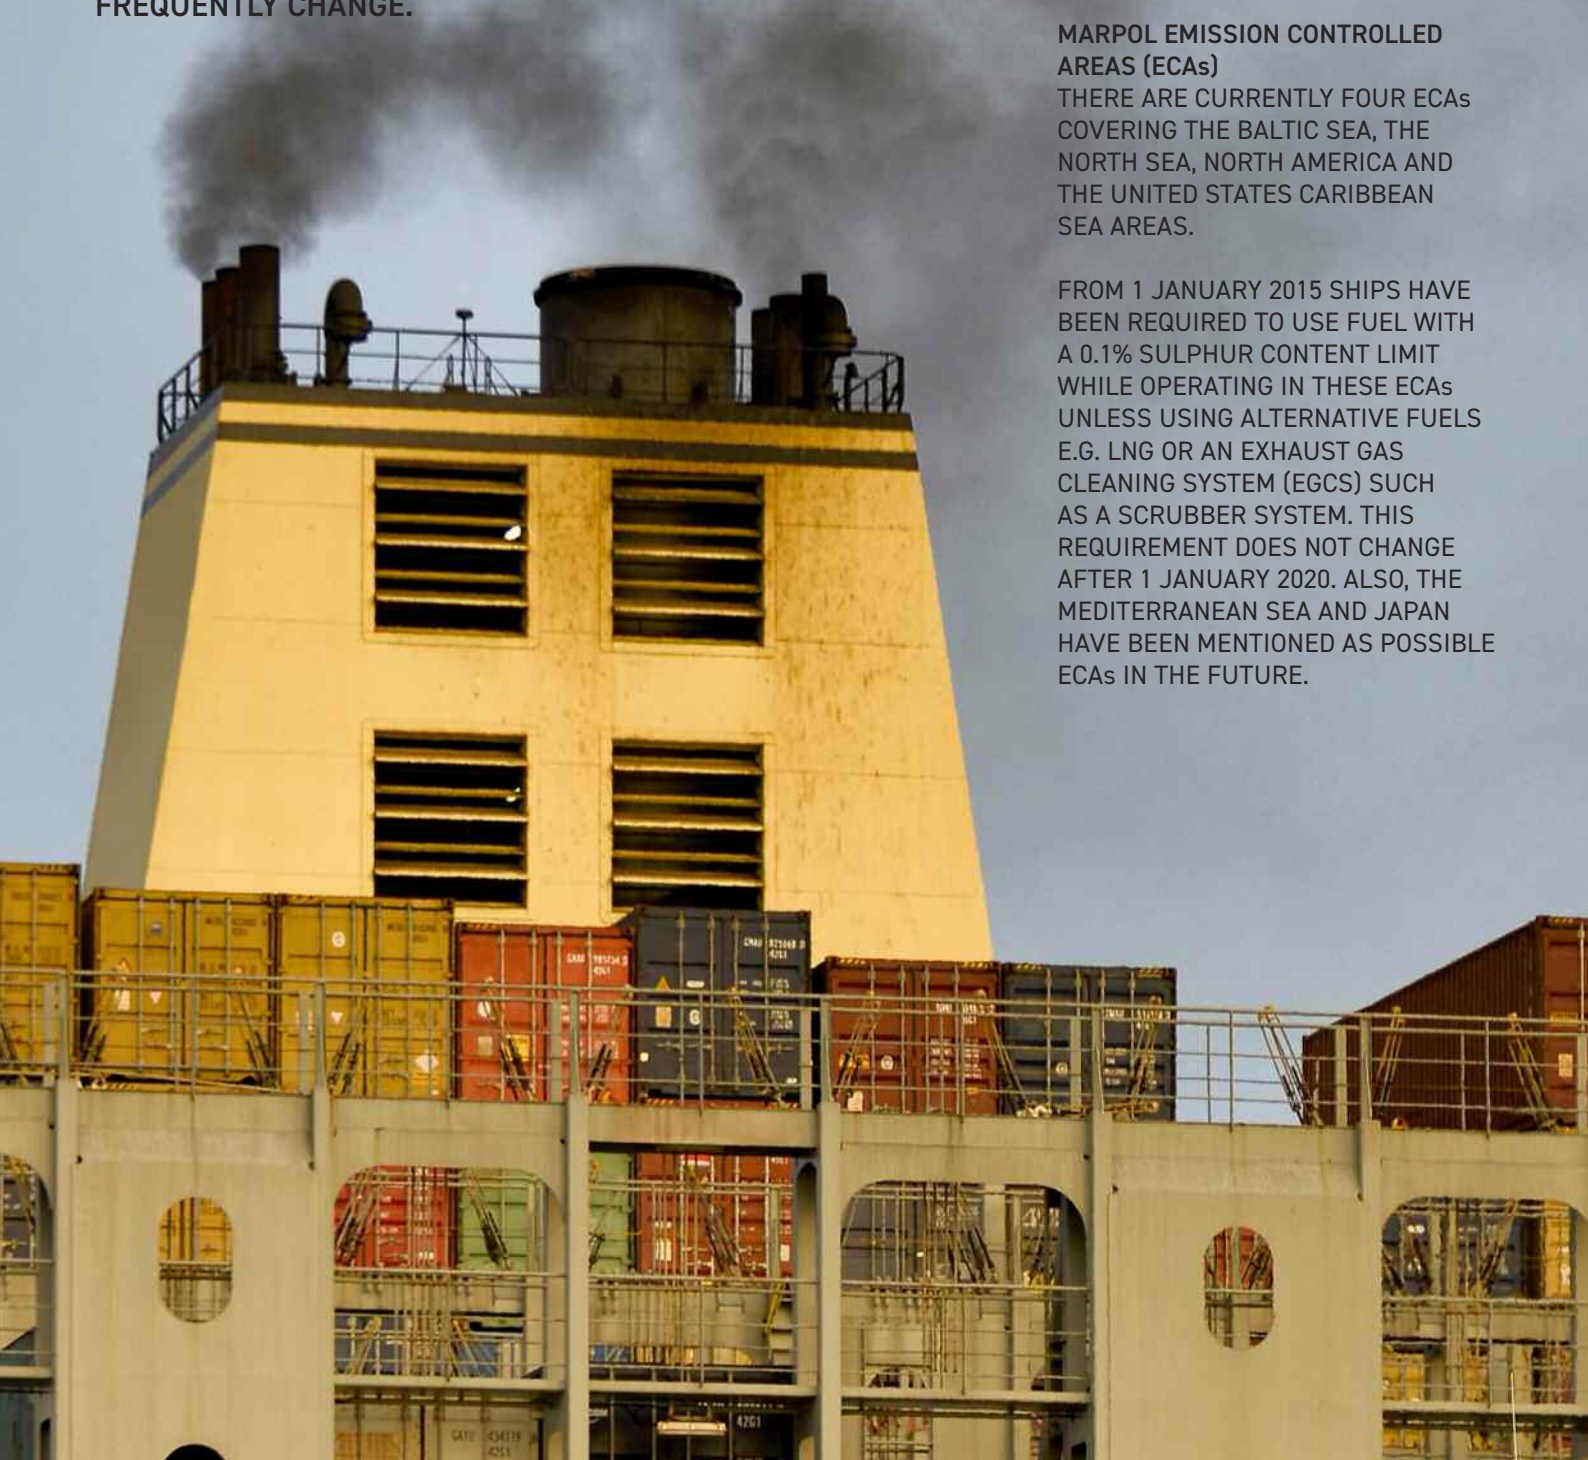 FREQUENTLY CHANGE.
MARPOL EMISSION CONTROLLED
AREAS (ECAs)
THERE ARE CURRENTLY FOUR ECAs
COVERING THE BALTIC SEA, THE
NORTH SEA, NORTH AMERICA AND
THE UNITED STATES CARIBBEAN
SEA AREAS.
FROM 1 JANUARY 2015 SHIPS HAVE
BEEN REQUIRED TO USE FUEL WITH
A 0.1% SULPHUR CONTENT LIMIT
WHILE OPERATING IN THESE ECAs
UNLESS USING ALTERNATIVE FUELS
E.G. LNG OR AN EXHAUST GAS
CLEANING SYSTEM (EGCS) SUCH
AS A SCRUBBER SYSTEM. THIS
REQUIREMENT DOES NOT CHANGE
AFTER 1 JANUARY 2020. ALSO, THE
MEDITERRANEAN SEA AND JAPAN
HAVE BEEN MENTIONED AS POSSIBLE
ECAs IN THE FUTURE.
42G1